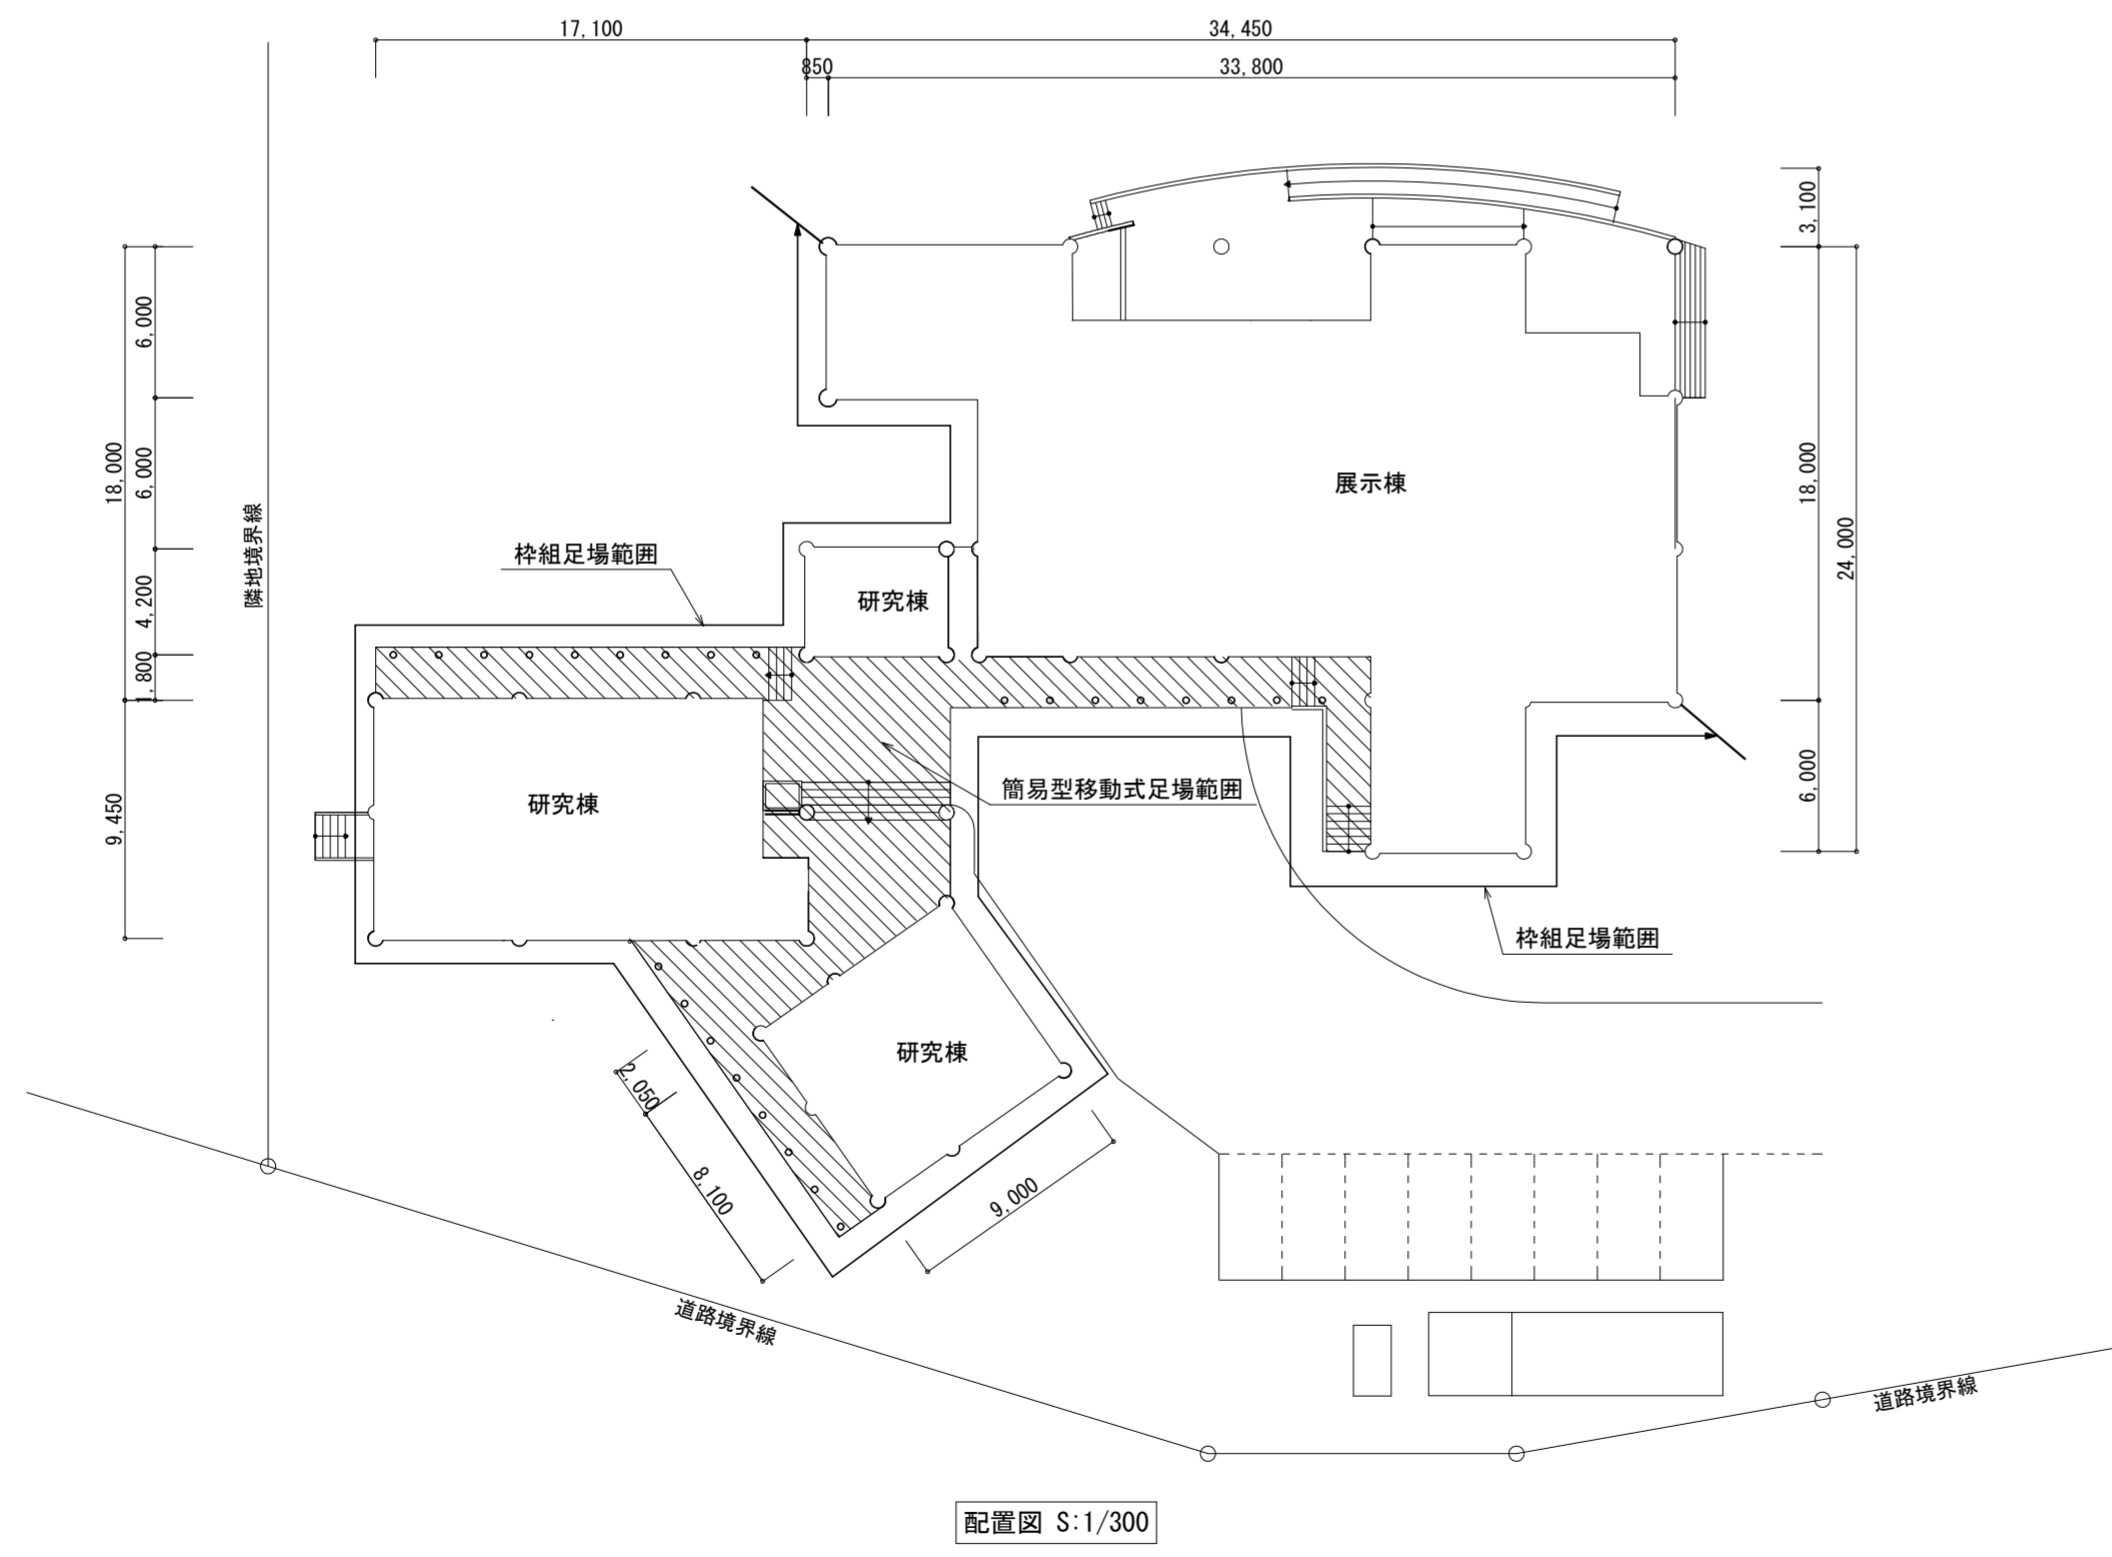 17,100
34,450
850
33,800
3,100
6,000
18,000
6,000
18,000
展示棟
隣地境界線
24,000
枠組足場範囲
4,200
研究棟
1,800
6,000
簡易型移動式足場範囲
研究棟
9,450
枠組足場範囲
研究棟
2,050
8,100
9,000
道路境界線
道路境界線
配置図 S:1/300